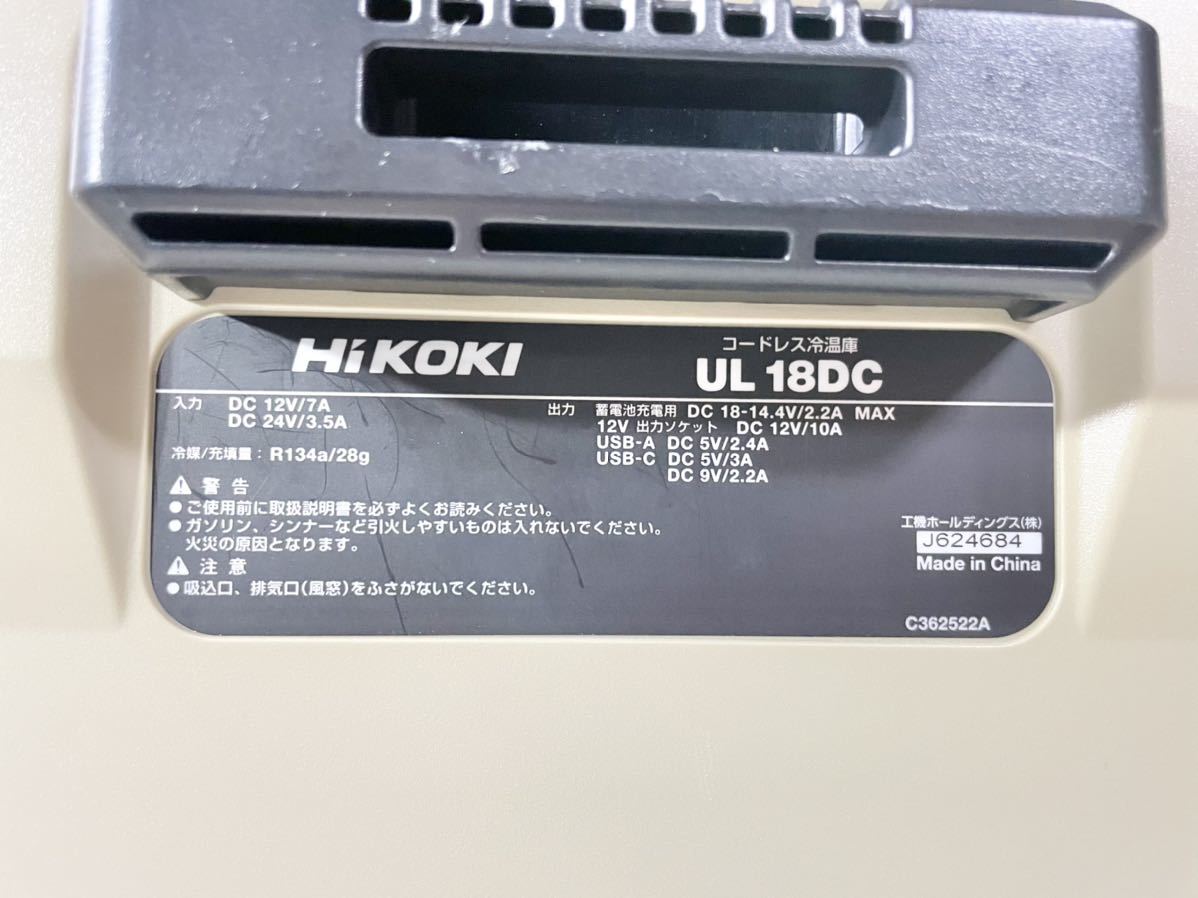 HiKOKI
コードレス冷温庫
UL 18DC
入力 DC 12V/7A
DC 24V/3.5A
冷媒/充填量: R134a/28g
出力 蓄電池充電用 DC 18-14.4V/2.2A MAX
12V 出力ソケット DC 12V/10A
USB-A DC 5V/2.4A
USB-C DC 5V/3A
DC 9V/2.2A
警告
●ご使用前に取扱説明書を必ずよくお読みください。
●ガソリン、シンナーなど引火しやすいものは入れないでください。
火災の原因となります。
注意
●吸込口、排気口(風窓)をふさがないでください。
工機ホールディングス(株)
J624684
Made in China
C362522A